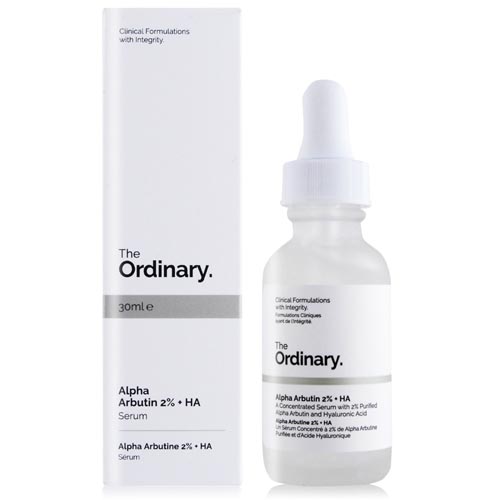 Clinical Formulations
with Integrity.
The
Ordinary.
30ml e
Alpha
Arbutin 2% + HA
Serum
Alpha Arbutine 2% + HA
Sérum
Clinical Formulations
with Integrity.
Formulations Cliniques
ayant de l'Intégrité.
The
Ordinary.
Alpha Arbutin 2% + HA
A Concentrated Serum with 2% Purified
Alpha Arbutin and Hyaluronic Acid
Alpha Arbutine 2% + HA
Un Sérum Concentré à 2% de Alpha Arbutine
Purifiée et d'Acide Hyaluronique